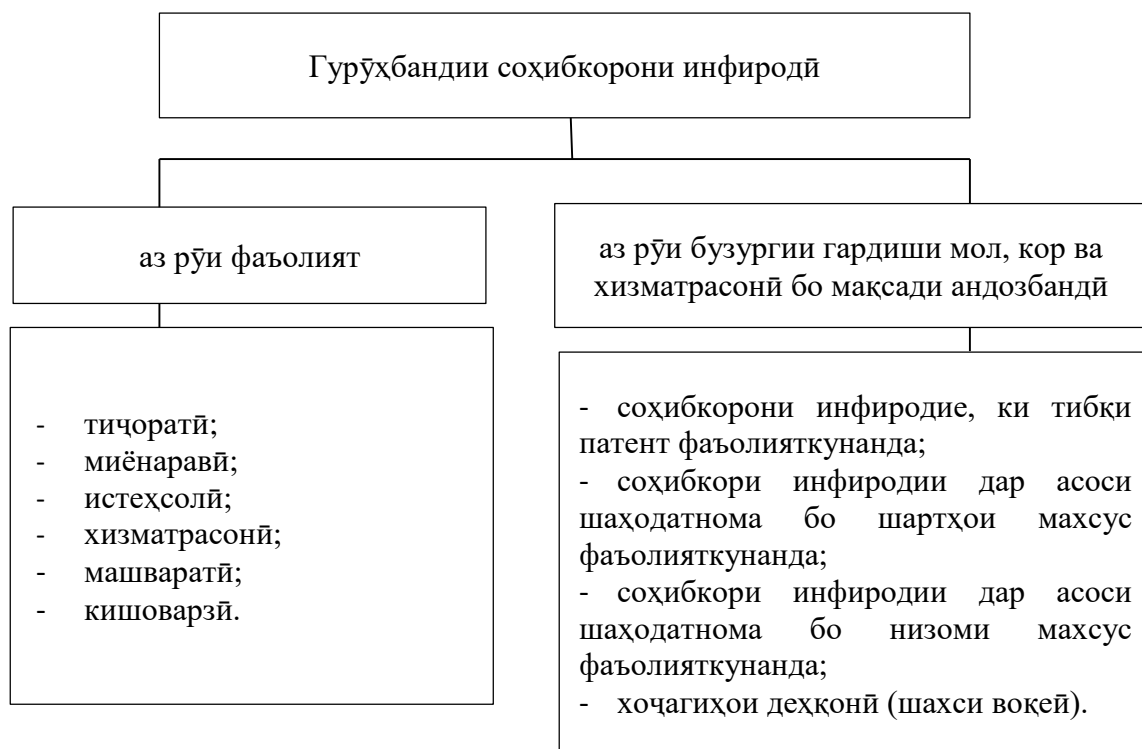 Гурӯҳбандии соҳибкорони инфиродӣ
аз рӯи фаъолият
аз рӯи бузургии гардиши мол, кор ва
хизматрасонӣ бо мақсади андозбандӣ
- тиҷоратӣ;
- миёнаравӣ;
- истеҳсолӣ;
- хизматрасонӣ;
- машваратӣ;
- кишоварзӣ.
- соҳибкорони инфиродие, ки тибқи
патент фаъолияткунанда;
- соҳибкори инфиродии дар асоси
шаҳодатнома бо шартҳои махсус
фаъолияткунанда;
- соҳибкори инфиродии дар асоси
шаҳодатнома бо низоми махсус
фаъолияткунанда;
- хоҷагиҳои деҳқонӣ (шахси воқеӣ).